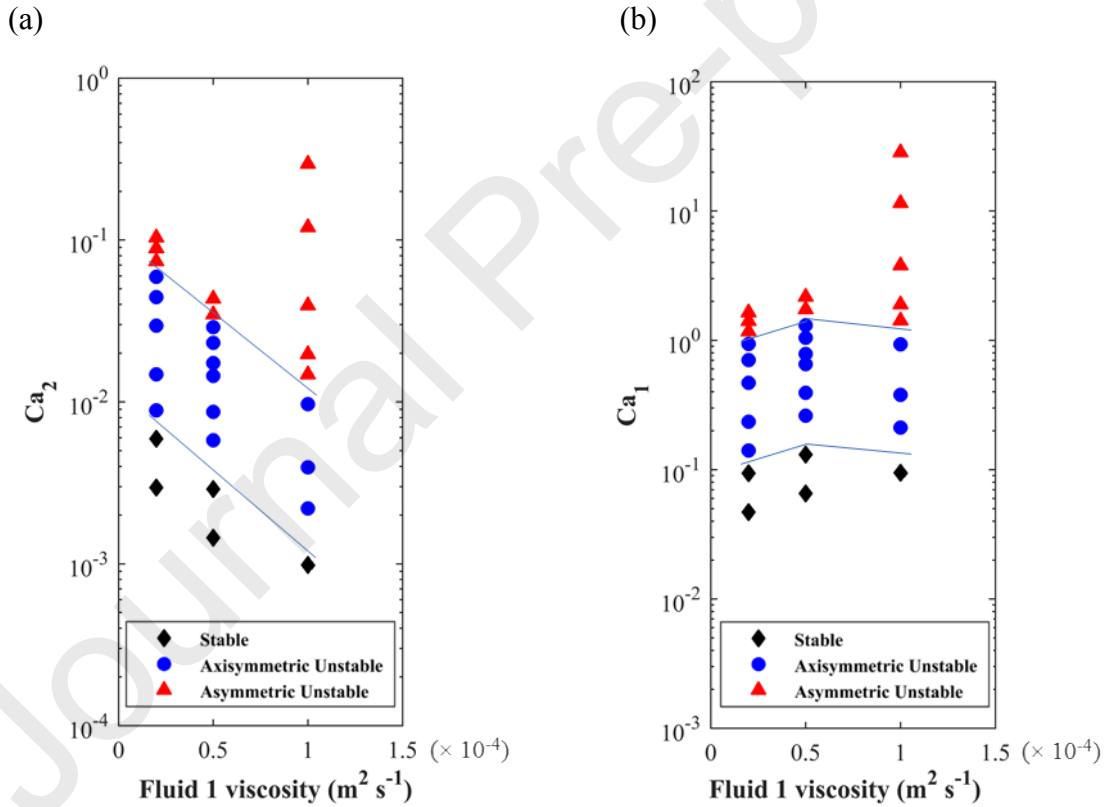 (a)
(b)
10^0
10^-1
10^-2
10^-3
10^-4
Ca_2
Stable
Axisymmetric Unstable
Asymmetric Unstable
0 0.5 1 1.5 (× 10^-4)
Fluid 1 viscosity (m^2 s^-1)
10^2
10^1
10^0
10^-1
10^-2
10^-3
Ca_1
Stable
Axisymmetric Unstable
Asymmetric Unstable
0 0.5 1 1.5 (× 10^-4)
Fluid 1 viscosity (m^2 s^-1)
Journal Pre-p